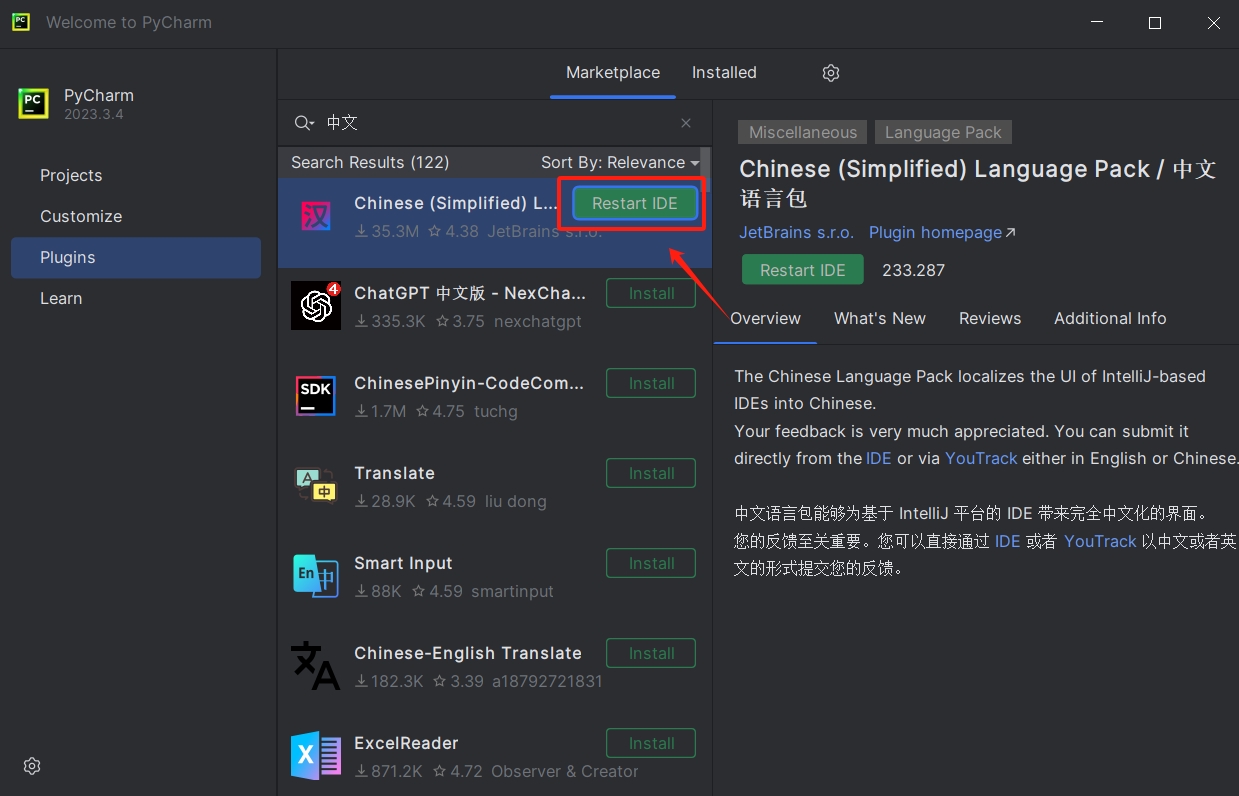 PC Welcome to PyCharm
PC
PyCharm
2023.3.4
Projects
Customize
Plugins
Learn
Marketplace Installed
中文
Search Results (122) Sort By: Relevance
汉
Chinese (Simplified) L... Restart IDE
35.3M 4.38 JetBrains s.r.o.
4
ChatGPT 中文版 - NexCha... Install
335.3K 3.75 nexchatgpt
SDK
ChinesePinyin-CodeCom... Install
1.7M 4.75 tuchg
A 中
Translate Install
28.9K 4.59 liu dong
En 中
Smart Input Install
88K 4.59 smartinput
文A
Chinese-English Translate Install
182.3K 3.39 a18792721831
X
ExcelReader Install
871.2K 4.72 Observer & Creator
Miscellaneous Language Pack
Chinese (Simplified) Language Pack / 中文
语言包
JetBrains s.r.o. Plugin homepage
Restart IDE 233.287
Overview What's New Reviews Additional Info
The Chinese Language Pack localizes the UI of IntelliJ-based
IDEs into Chinese.
Your feedback is very much appreciated. You can submit it
directly from the IDE or via YouTrack either in English or Chinese.
中文语言包能够为基于 IntelliJ 平台的 IDE 带来完全中文化的界面。
您的反馈至关重要。您可以直接通过 IDE 或者 YouTrack 以中文或者英
文的形式提交您的反馈。